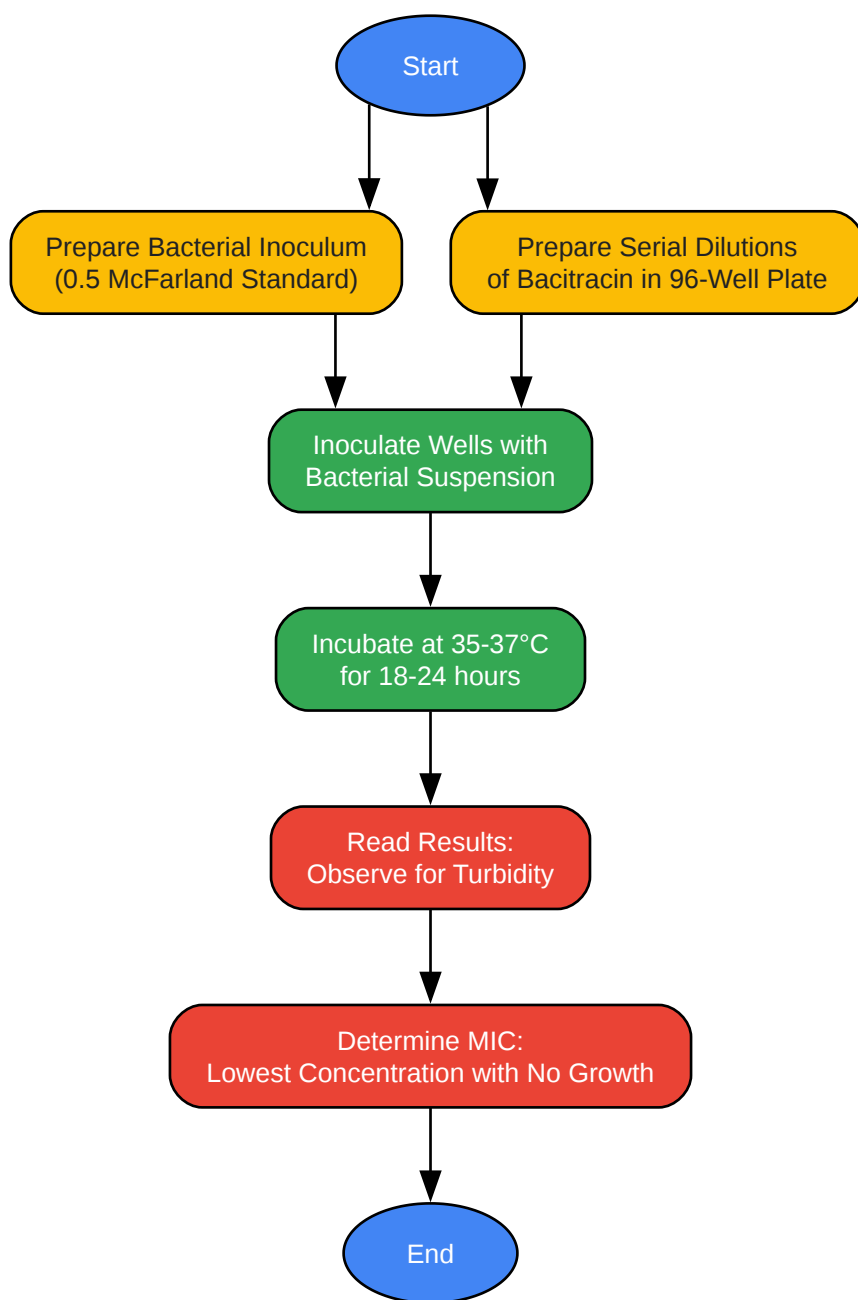 Start
Prepare Bacterial Inoculum
(0.5 McFarland Standard)
Prepare Serial Dilutions
of Bacitracin in 96-Well Plate
Inoculate Wells with
Bacterial Suspension
Incubate at 35-37°C
for 18-24 hours
Read Results:
Observe for Turbidity
Determine MIC:
Lowest Concentration with No Growth
End